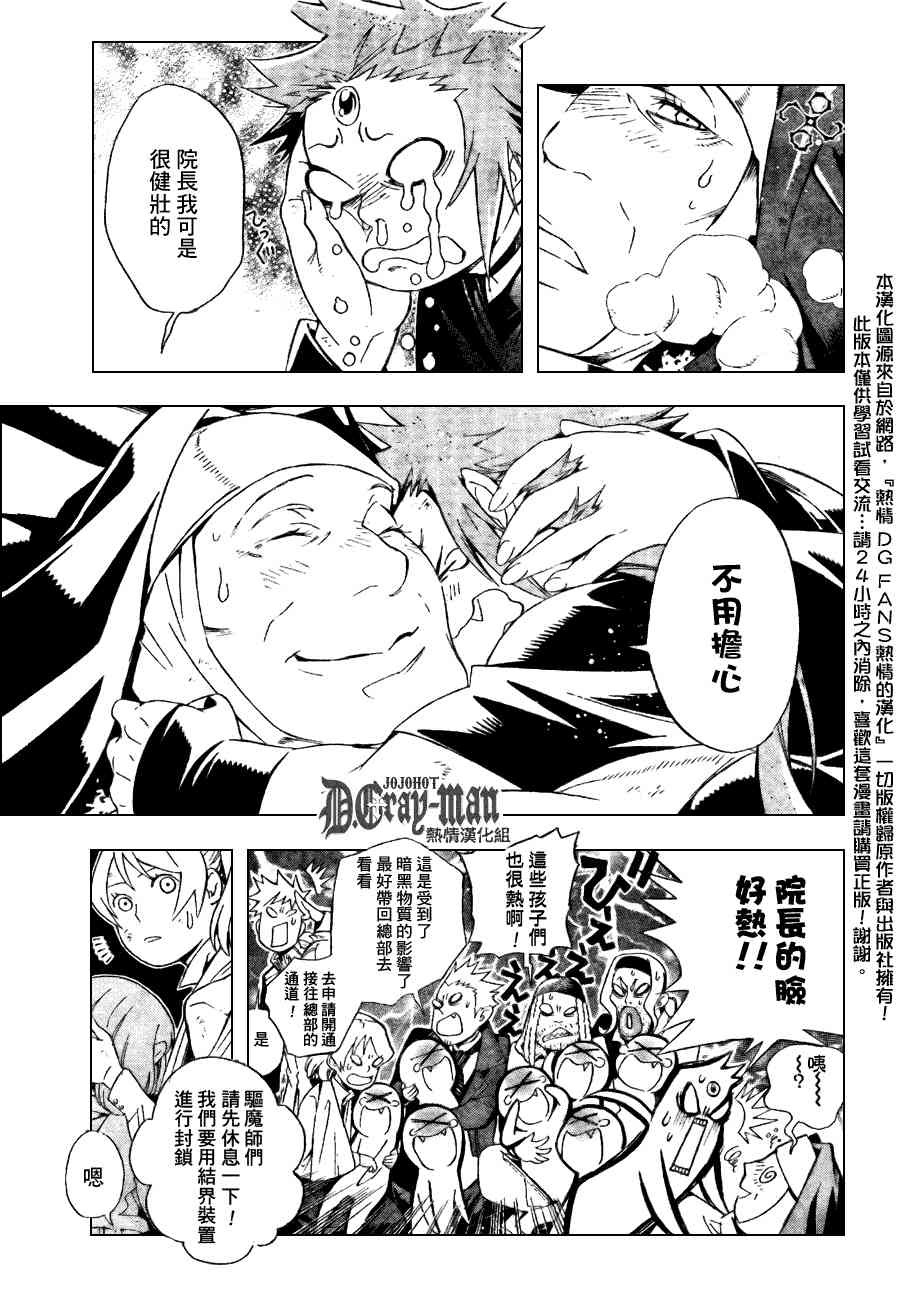 院長我可是
很健壯的
ひっ
不用擔心
JOJOHOT
D.Gray-man
熱情漢化組
院長的臉
好熱!!
咦～
～?
這些孩子們
也很熱啊!
這是受到了
暗黑物質的影響了
最好帶回總部去
看看
去申請開通
接往總部的
通道!
是
驅魔師們
請先休息一下!
我們要用結界裝置
進行封鎖
嗯
本漢化圖源來自於網路，『熱情 DG FANS熱情的漢化』一切版權歸原作者與出版社擁有!
此版本僅供學習試看交流…請24小時之內消除，喜歡這套漫畫請購買正版!謝謝。